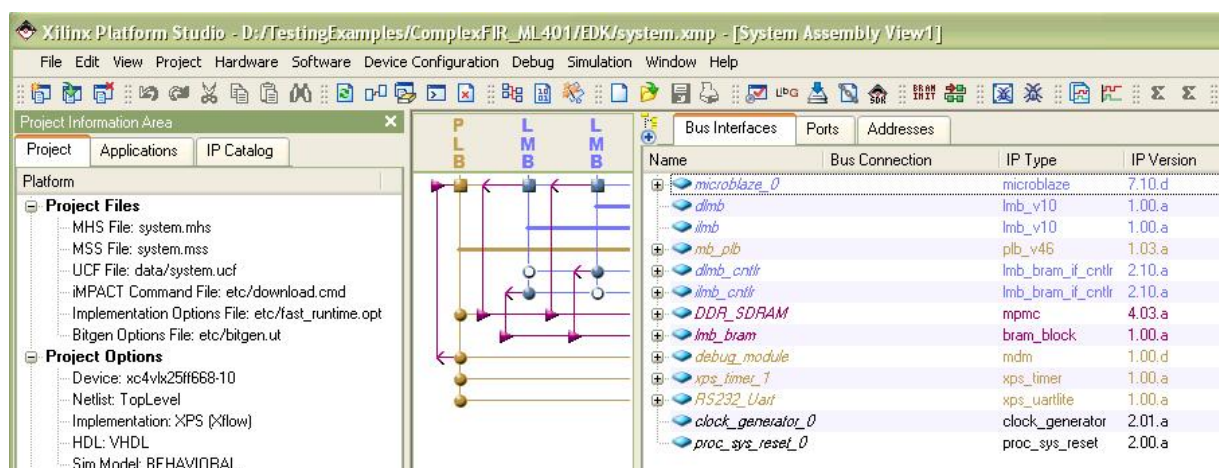 Xilinx Platform Studio - D:/TestingExamples/ComplexFIR_ML401/EDK/system.xmp - [System Assembly View1]
File Edit View Project Hardware Software Device Configuration Debug Simulation Window Help
Project Information Area
Project Applications IP Catalog
Platform
Project Files
MHS File: system.mhs
MSS File: system.mss
UCF File: data/system.ucf
iMPACT Command File: etc/download.cmd
Implementation Options File: etc/fast_runtime.opt
Bitgen Options File: etc/bitgen.ut
Project Options
Device: xc4vlx25ff668-10
Netlist: TopLevel
Implementation: XPS (Xflow)
HDL: VHDL
Sim Model: BEHAVIORAL
PLB LMB LMB
Bus Interfaces Ports Addresses
Name Bus Connection IP Type IP Version
microblaze_0 microblaze 7.10.d
dlmb lmb_v10 1.00.a
ilmb lmb_v10 1.00.a
mb_plb plb_v46 1.03.a
dlmb_cntlr lmb_bram_if_cntlr 2.10.a
ilmb_cntlr lmb_bram_if_cntlr 2.10.a
DDR_SDRAM mpmc 4.03.a
lmb_bram bram_block 1.00.a
debug_module mdm 1.00.d
xps_timer_1 xps_timer 1.00.a
RS232_Uart xps_uartlite 1.00.a
clock_generator_0 clock_generator 2.01.a
proc_sys_reset_0 proc_sys_reset 2.00.a